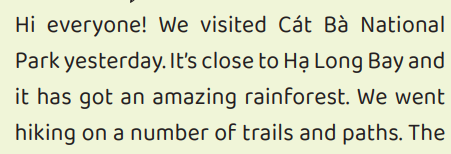 Hi everyone! We visited Cát Bà National
Park yesterday. It's close to Hạ Long Bay and
it has got an amazing rainforest. We went
hiking on a number of trails and paths. The